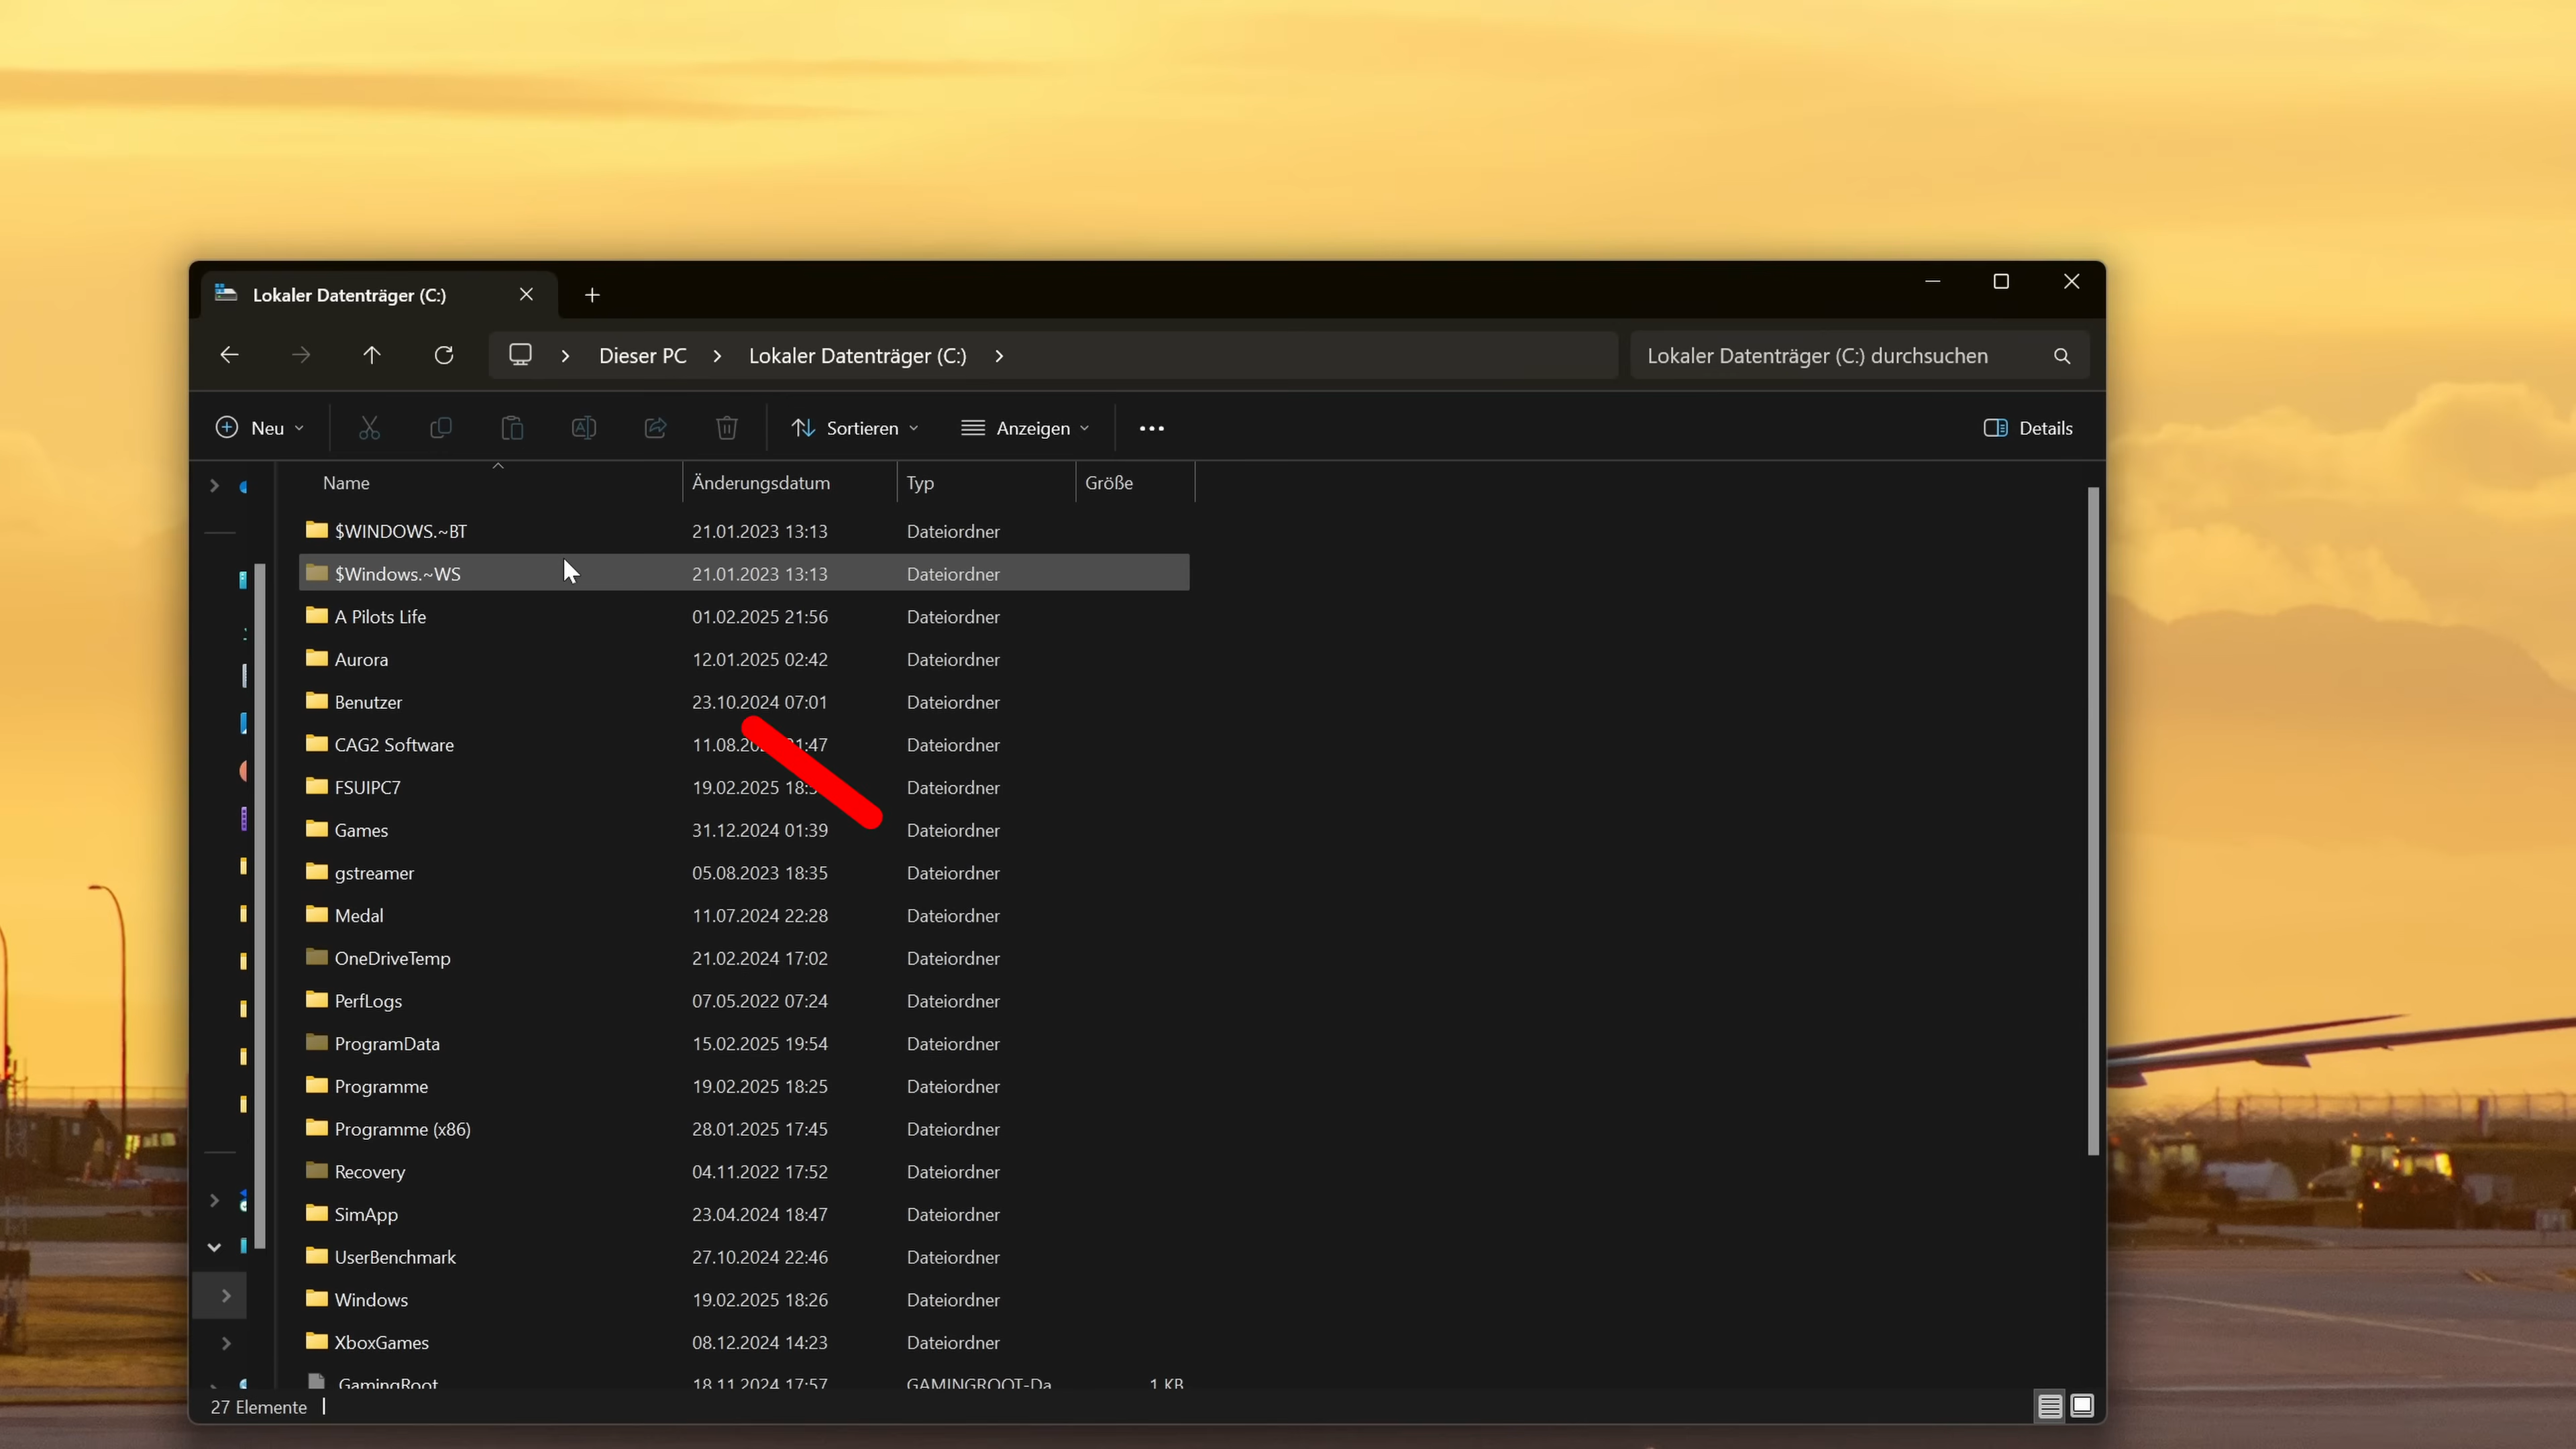 Lokaler Datenträger (C:)
Dieser PC Lokaler Datenträger (C:) Lokaler Datenträger (C:) durchsuchen
Neu Sortieren Anzeigen Details
Name Änderungsdatum Typ Größe
$WINDOWS.~BT 21.01.2023 13:13 Dateiordner
$Windows.~WS 21.01.2023 13:13 Dateiordner
A Pilots Life 01.02.2025 21:56 Dateiordner
Aurora 12.01.2025 02:42 Dateiordner
Benutzer 23.10.2024 07:01 Dateiordner
CAG2 Software Dateiordner
FSUIPC7 19.02.2025 Dateiordner
Games 31.12.2024 01:39 Dateiordner
gstreamer 05.08.2023 18:35 Dateiordner
Medal 11.07.2024 22:28 Dateiordner
OneDriveTemp 21.02.2024 17:02 Dateiordner
PerfLogs 07.05.2022 07:24 Dateiordner
ProgramData 15.02.2025 19:54 Dateiordner
Programme 19.02.2025 18:25 Dateiordner
Programme (x86) 28.01.2025 17:45 Dateiordner
Recovery 04.11.2022 17:52 Dateiordner
SimApp 23.04.2024 18:47 Dateiordner
UserBenchmark 27.10.2024 22:46 Dateiordner
Windows 19.02.2025 18:26 Dateiordner
XboxGames 08.12.2024 14:23 Dateiordner
.GamingRoot 18.11.2024 17:57 GAMINGROOT-Da... 1 KB
27 Elemente